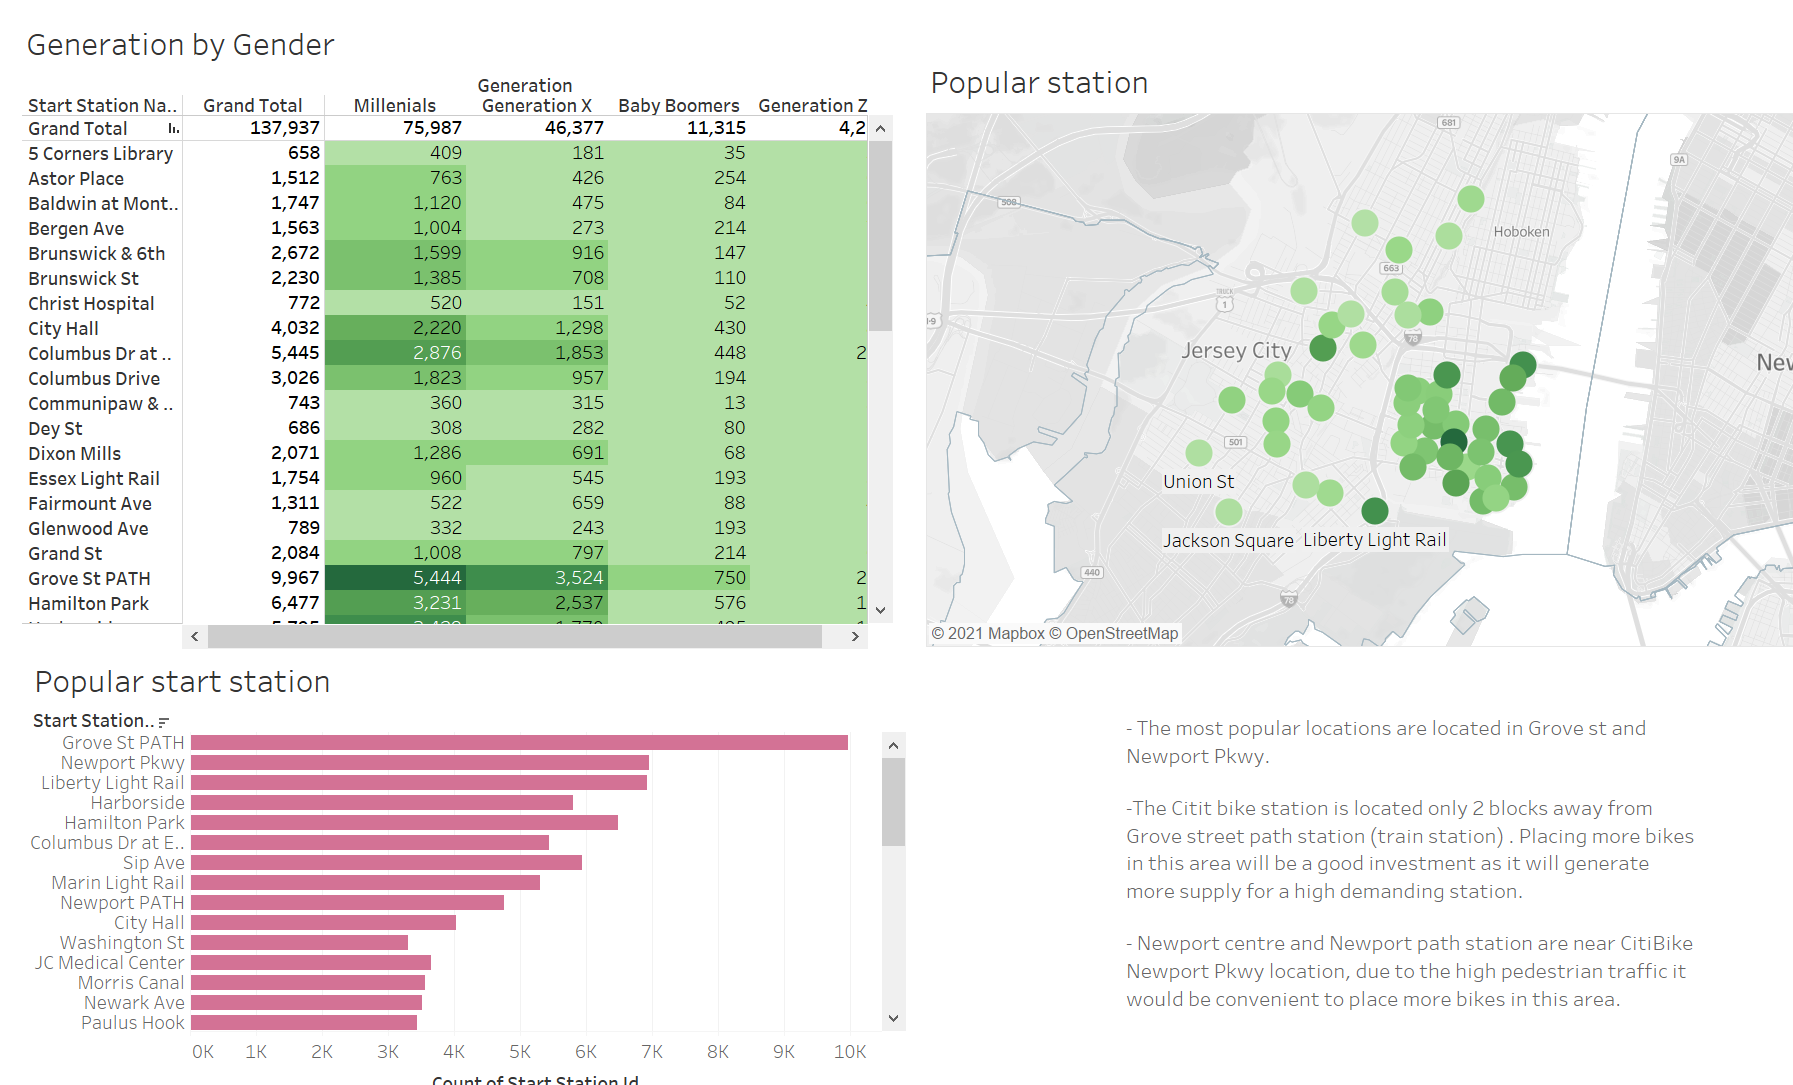 Generation by Gender
Generation
Start Station Na.. Grand Total Millenials Generation X Baby Boomers Generation Z
Grand Total 137,937 75,987 46,377 11,315 4,2
5 Corners Library 658 409 181 35
Astor Place 1,512 763 426 254
Baldwin at Mont.. 1,747 1,120 475 84
Bergen Ave 1,563 1,004 273 214
Brunswick & 6th 2,672 1,599 916 147
Brunswick St 2,230 1,385 708 110
Christ Hospital 772 520 151 52
City Hall 4,032 2,220 1,298 430
Columbus Dr at .. 5,445 2,876 1,853 448 2
Columbus Drive 3,026 1,823 957 194
Communipaw & .. 743 360 315 13
Dey St 686 308 282 80
Dixon Mills 2,071 1,286 691 68
Essex Light Rail 1,754 960 545 193
Fairmount Ave 1,311 522 659 88
Glenwood Ave 789 332 243 193
Grand St 2,084 1,008 797 214
Grove St PATH 9,967 5,444 3,524 750 2
Hamilton Park 6,477 3,231 2,537 576 1
Popular station
681
9A
508
Hoboken
663
TRUCK
1
1-9
78
Jersey City
New
501
Union St
Jackson Square Liberty Light Rail
440
78
© 2021 Mapbox © OpenStreetMap
Popular start station
Start Station..
Grove St PATH
Newport Pkwy
Liberty Light Rail
Harborside
Hamilton Park
Columbus Dr at E..
Sip Ave
Marin Light Rail
Newport PATH
City Hall
Washington St
JC Medical Center
Morris Canal
Newark Ave
Paulus Hook
0K 1K 2K 3K 4K 5K 6K 7K 8K 9K 10K
Count of Start Station Id
- The most popular locations are located in Grove st and
Newport Pkwy.
-The Citit bike station is located only 2 blocks away from
Grove street path station (train station) . Placing more bikes
in this area will be a good investment as it will generate
more supply for a high demanding station.
- Newport centre and Newport path station are near CitiBike
Newport Pkwy location, due to the high pedestrian traffic it
would be convenient to place more bikes in this area.